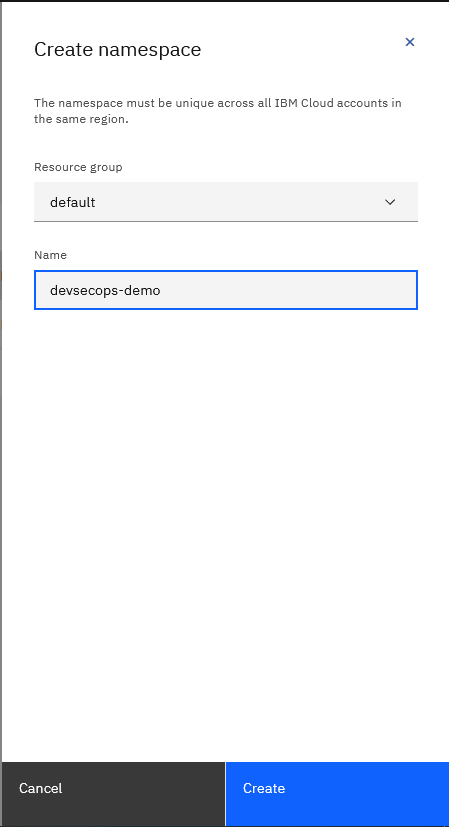 Create namespace
The namespace must be unique across all IBM Cloud accounts in
the same region.
Resource group
default
Name
devsecops-demo
Cancel
Create